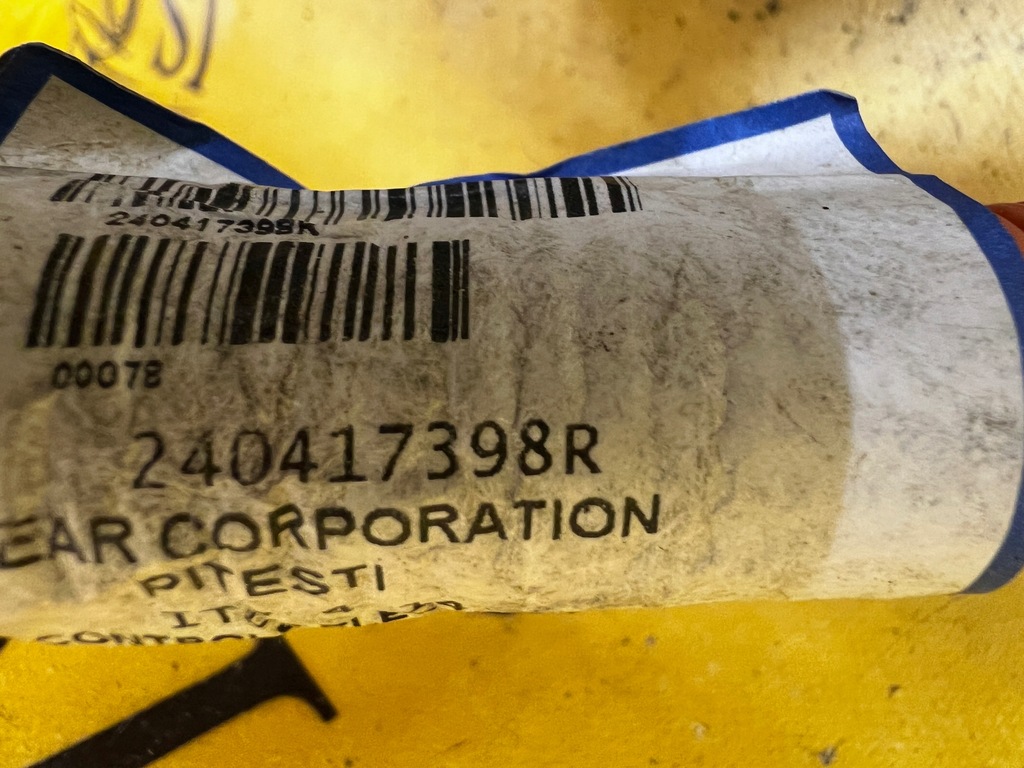 240417398R
00078
240417398R
EAR CORPORATION
PITESTI